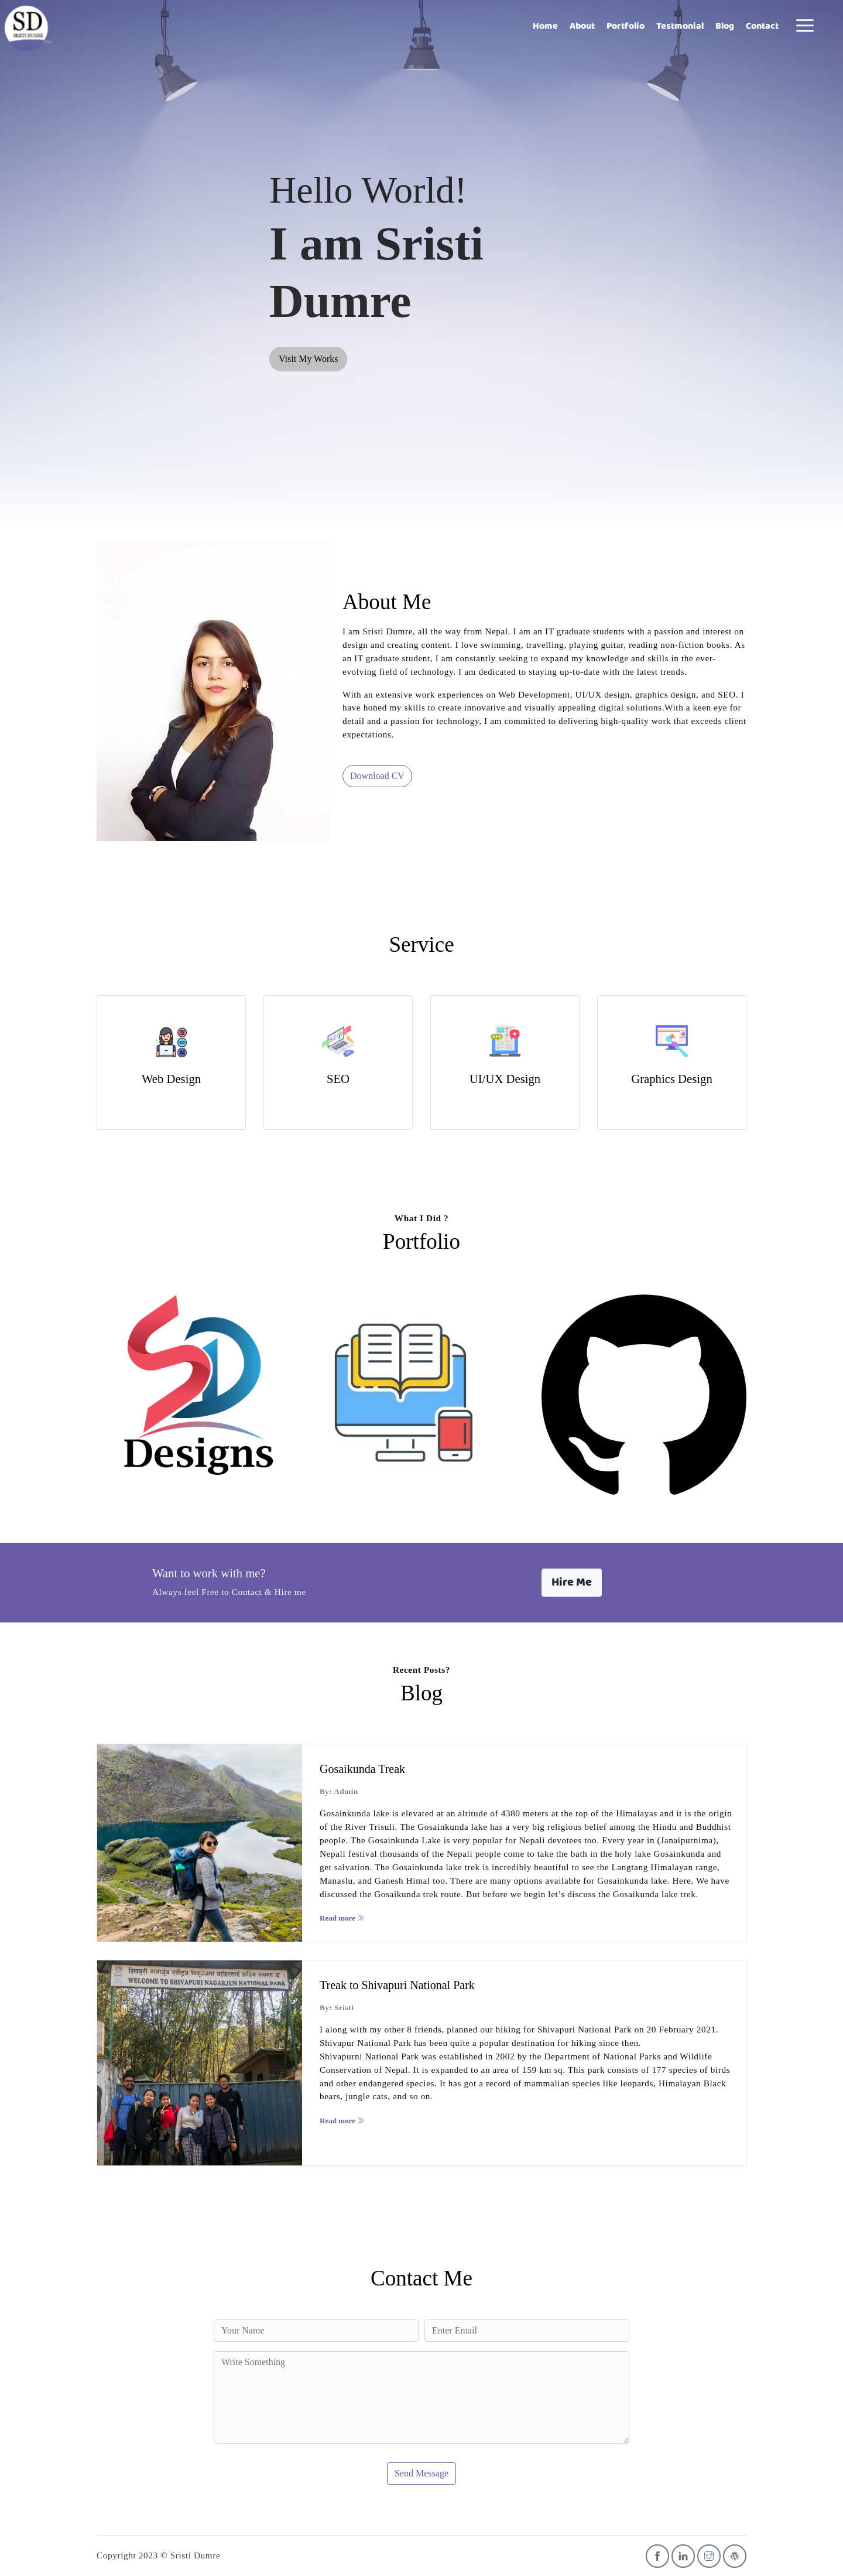 SD
SRISTI DUMRE
Home About Portfolio Testmonial Blog Contact
Hello World!
I am Sristi
Dumre
Visit My Works
About Me
I am Sristi Dumre, all the way from Nepal. I am an IT graduate students with a passion and interest on
design and creating content. I love swimming, travelling, playing guitar, reading non-fiction books. As
an IT graduate student, I am constantly seeking to expand my knowledge and skills in the ever-
evolving field of technology. I am dedicated to staying up-to-date with the latest trends.
With an extensive work experiences on Web Development, UI/UX design, graphics design, and SEO. I
have honed my skills to create innovative and visually appealing digital solutions.With a keen eye for
detail and a passion for technology, I am committed to delivering high-quality work that exceeds client
expectations.
Download CV
Service
Web Design
SEO
UI/UX Design
Graphics Design
What I Did ?
Portfolio
SD
Designs
Want to work with me?
Always feel Free to Contact & Hire me
Hire Me
Recent Posts?
Blog
Gosaikunda Treak
By: Admin
Gosainkunda lake is elevated at an altitude of 4380 meters at the top of the Himalayas and it is the origin
of the River Trisuli. The Gosainkunda lake has a very big religious belief among the Hindu and Buddhist
people. The Gosainkunda Lake is very popular for Nepali devotees too. Every year in (Janaipurnima),
Nepali festival thousands of the Nepali people come to take the bath in the holy lake Gosainkunda and
get salvation. The Gosainkunda lake trek is incredibly beautiful to see the Langtang Himalayan range,
Manaslu, and Ganesh Himal too. There are many options available for Gosainkunda lake. Here, We have
discussed the Gosaikunda trek route. But before we begin let’s discuss the Gosaikunda lake trek.
Read more
WELCOME TO SHIVAPURI NAGARJUN NATIONAL PARK
Treak to Shivapuri National Park
By: Sristi
I along with my other 8 friends, planned our hiking for Shivapuri National Park on 20 February 2021.
Shivapur National Park has been quite a popular destination for hiking since then.
Shivapurni National Park was established in 2002 by the Department of National Parks and Wildlife
Conservation of Nepal. It is expanded to an area of 159 km sq. This park consists of 177 species of birds
and other endangered species. It has got a record of mammalian species like leopards, Himalayan Black
bears, jungle cats, and so on.
Read more
Contact Me
Your Name
Enter Email
Write Something
Send Message
Copyright 2023 © Sristi Dumre